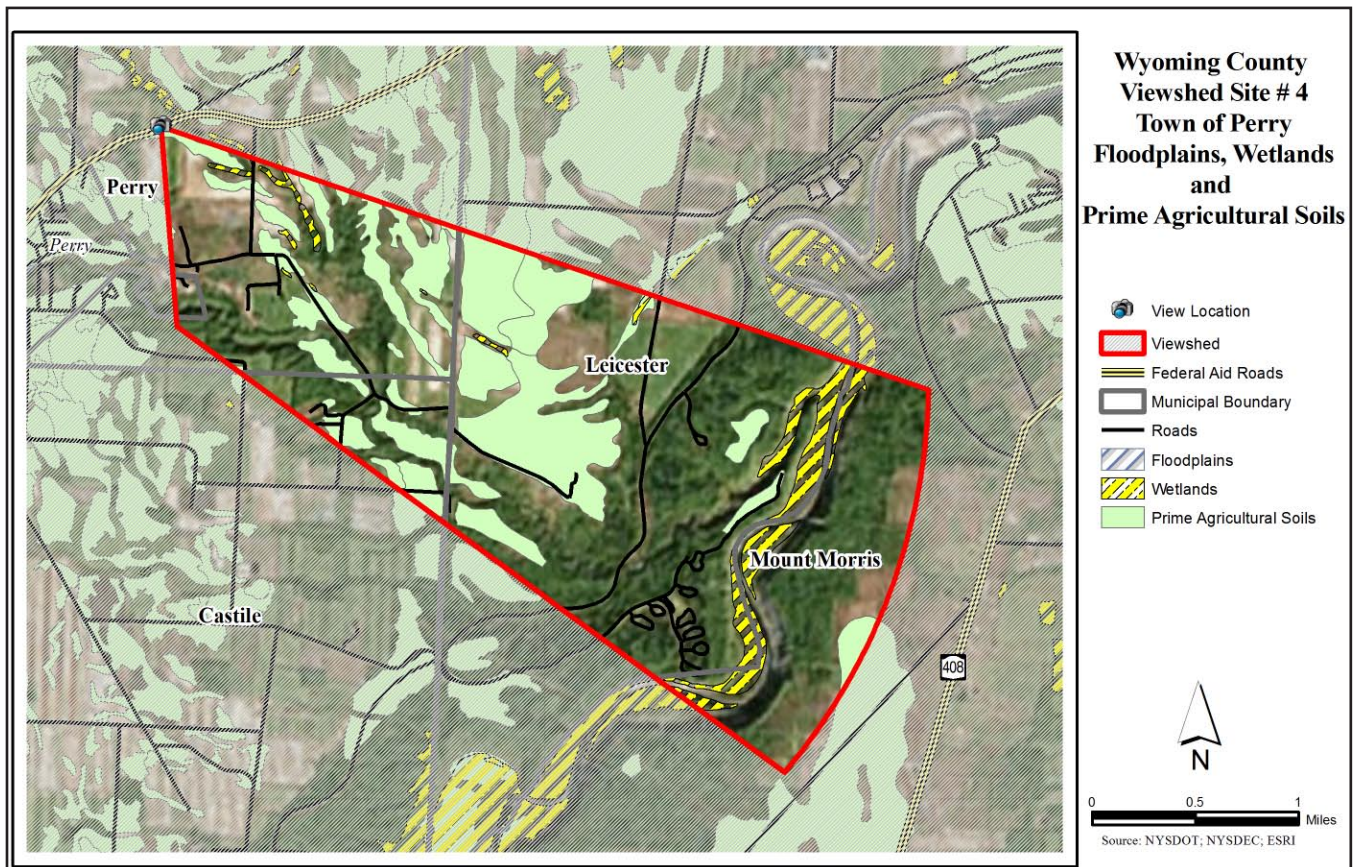 Wyoming County
Viewshed Site # 4
Town of Perry
Floodplains, Wetlands
and
Prime Agricultural Soils
View Location
Viewshed
Federal Aid Roads
Municipal Boundary
Roads
Floodplains
Wetlands
Prime Agricultural Soils
N
0 0.5 1
Miles
Source: NYSDOT; NYSDEC; ESRI
Perry
Perry
Leicester
Mount Morris
Castile
408